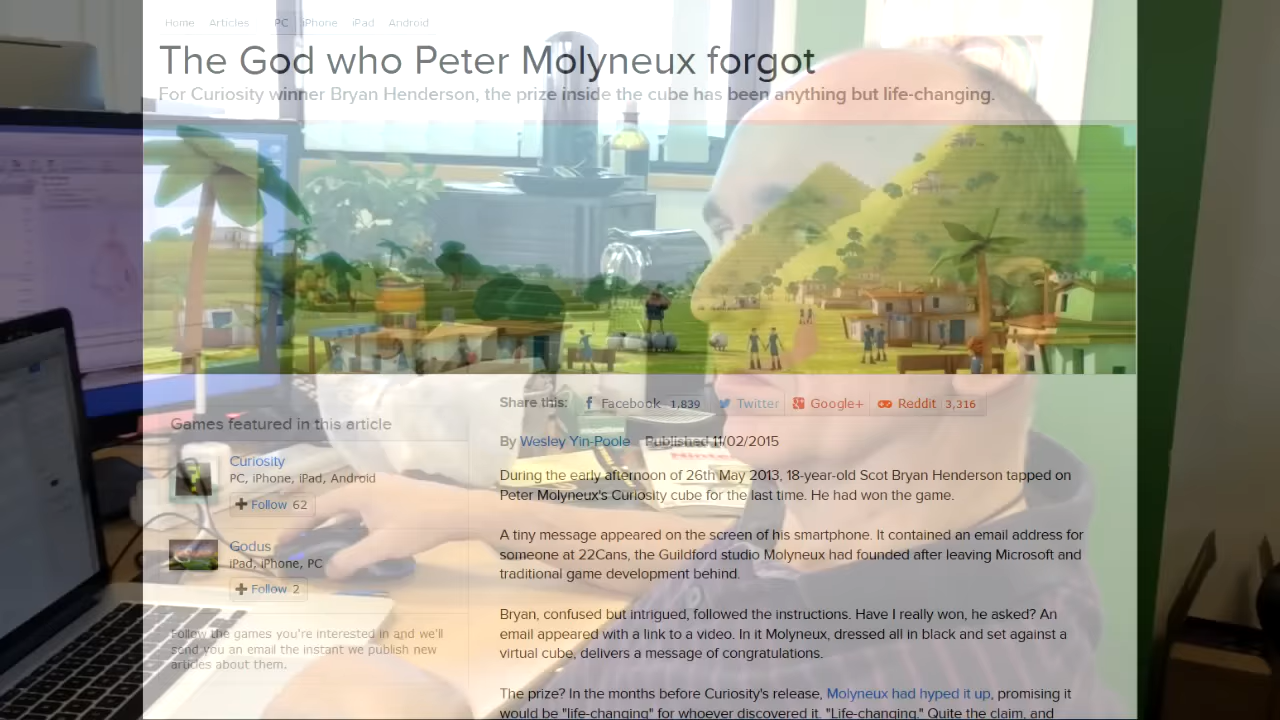 Home Articles PC iPhone iPad Android
The God who Peter Molyneux forgot
For Curiosity winner Bryan Henderson, the prize inside the cube has been anything but life-changing.
Share this: Facebook 1,839 Twitter Google+ Reddit 3,316
Games featured in this article
By Wesley Yin-Poole Published 11/02/2015
Curiosity
PC, iPhone, iPad, Android
Follow 62
Godus
iPad, iPhone, PC
Follow 2
Follow the games you're interested in and we'll
send you an email the instant we publish new
articles about them.
During the early afternoon of 26th May 2013, 18-year-old Scot Bryan Henderson tapped on
Peter Molyneux's Curiosity cube for the last time. He had won the game.
A tiny message appeared on the screen of his smartphone. It contained an email address for
someone at 22Cans, the Guildford studio Molyneux had founded after leaving Microsoft and
traditional game development behind.
Bryan, confused but intrigued, followed the instructions. Have I really won, he asked? An
email appeared with a link to a video. In it Molyneux, dressed all in black and set against a
virtual cube, delivers a message of congratulations.
The prize? In the months before Curiosity's release, Molyneux had hyped it up, promising it
would be "life-changing" for whoever discovered it. "Life-changing." Quite the claim, and